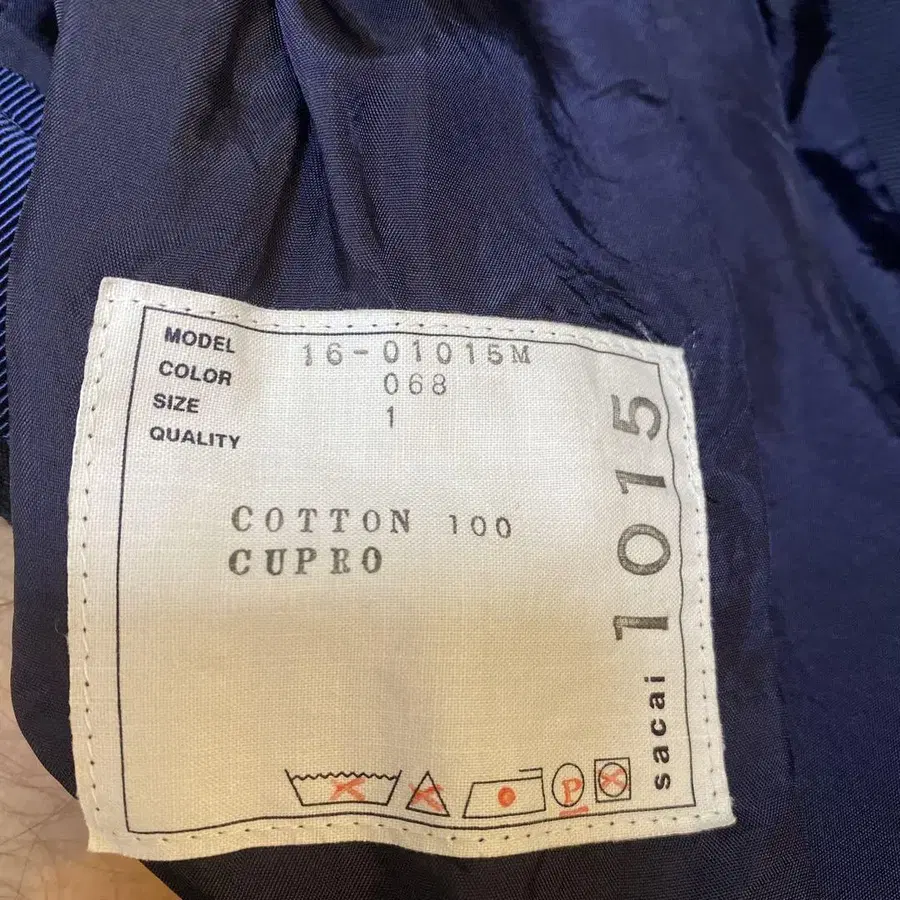 MODEL 16-01015M
COLOR 068
SIZE 1
QUALITY
COTTON 100
CUPRO
P
sacai 1015